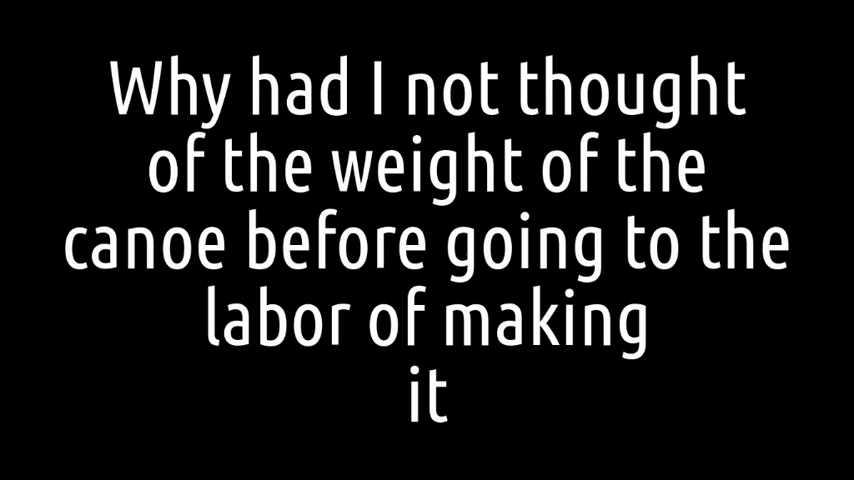 Why had I not thought
of the weight of the
canoe before going to the
labor of making
it